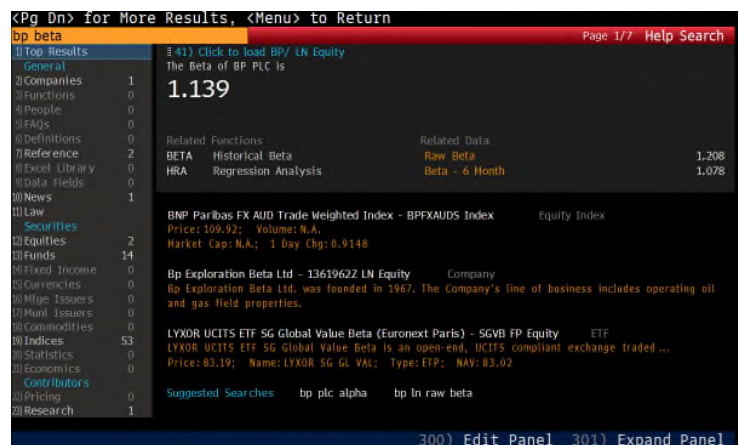 <Pg Dn> for More Results, <Menu> to Return
bp beta
Page 1/7 Help Search
1) Top Results
General
2) Companies 1
3) Functions 0
4) People 0
5) FAQs 0
6) Definitions 0
7) Reference 2
8) Excel Library 0
9) Data Fields 0
10) News 1
11) Law
Securities
12) Equities 2
13) Funds 14
14) Fixed Income 0
15) Currencies 0
16) Mtge Issuers 0
17) Muni Issuers 0
18) Commodities 0
19) Indices 53
20) Statistics 0
21) Economics 0
Contributors
22) Pricing 0
23) Research 1
41) Click to load BP/ LN Equity
The Beta of BP PLC is
1.139
Related Functions Related Data
BETA Historical Beta Raw Beta 1.208
HRA Regression Analysis Beta - 6 Month 1.078
BNP Paribas FX AUD Trade Weighted Index - BPFXAUDS Index Equity Index
Price: 109.92; Volume: N.A.
Market Cap: N.A.; 1 Day Chg: 0.9148
Bp Exploration Beta Ltd - 1361962Z LN Equity Company
Bp Exploration Beta Ltd. was founded in 1967. The Company's line of business includes operating oil
and gas field properties.
LYXOR UCITS ETF SG Global Value Beta (Euronext Paris) - SGVB FP Equity ETF
LYXOR UCITS ETF SG Global Value Beta is an open-end, UCITS compliant exchange traded ...
Price: 83.19; Name: LYXOR SG GL VAL; Type: ETP; NAV: 83.02
Suggested Searches bp plc alpha bp ln raw beta
300) Edit Panel 301) Expand Panel